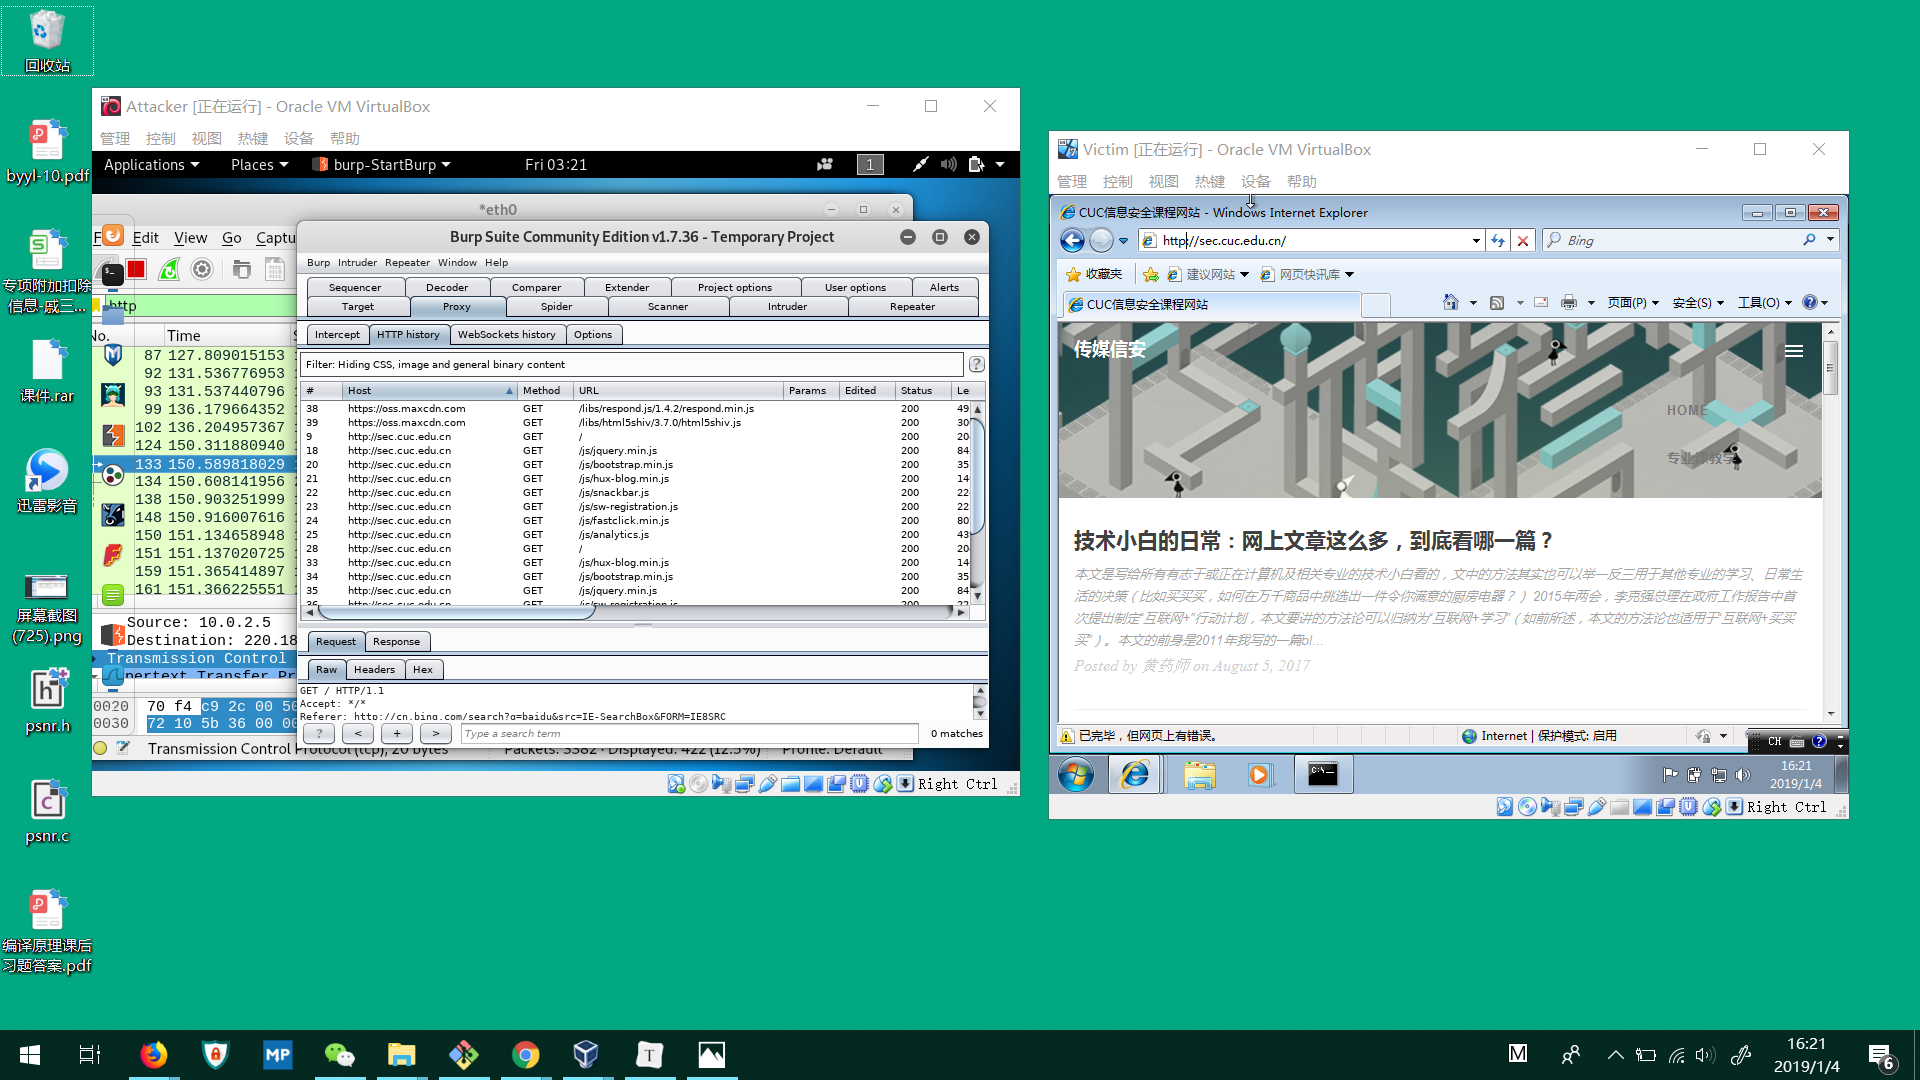 回收站
byyl-10.pdf
专项附加扣除
信息-戚三...
课件.rar
迅雷影音
屏幕截图
(725).png
psnr.h
psnr.c
编译原理课后
习题答案.pdf
Attacker [正在运行] - Oracle VM VirtualBox
管理 控制 视图 热键 设备 帮助
Applications Places burp-StartBurp Fri 03:21 1
*eth0
F Edit View Go Captu
http
No. Time
87 127.809015153
92 131.536776953
93 131.537440796
99 136.179664352
102 136.204957367
124 150.311880940
133 150.589818029
134 150.608141956
138 150.903251999
148 150.916007616
150 151.134658948
151 151.137020725
159 151.365414897
161 151.366225551
Source: 10.0.2.5
Destination: 220.18
Transmission Control
pertext Transfer Pr
0020 70 f4 c9 2c 00 50
0030 72 10 5b 36 00 00
Transmission Control Protocol (tcp), 20 bytes Packets: 3382 · Displayed: 422 (12.5%) Profile: Default
Burp Suite Community Edition v1.7.36 - Temporary Project
Burp Intruder Repeater Window Help
Sequencer Decoder Comparer Extender Project options User options Alerts
Target Proxy Spider Scanner Intruder Repeater
Intercept HTTP history WebSockets history Options
Filter: Hiding CSS, image and general binary content ?
# Host Method URL Params Edited Status Le
38 https://oss.maxcdn.com GET /libs/respond.js/1.4.2/respond.min.js 200 49
39 https://oss.maxcdn.com GET /libs/html5shiv/3.7.0/html5shiv.js 200 30
9 http://sec.cuc.edu.cn GET / 200 20
18 http://sec.cuc.edu.cn GET /js/jquery.min.js 200 84
20 http://sec.cuc.edu.cn GET /js/bootstrap.min.js 200 35
21 http://sec.cuc.edu.cn GET /js/hux-blog.min.js 200 14
22 http://sec.cuc.edu.cn GET /js/snackbar.js 200 22
23 http://sec.cuc.edu.cn GET /js/sw-registration.js 200 22
24 http://sec.cuc.edu.cn GET /js/fastclick.min.js 200 80
25 http://sec.cuc.edu.cn GET /js/analytics.js 200 43
28 http://sec.cuc.edu.cn GET / 200 20
33 http://sec.cuc.edu.cn GET /js/hux-blog.min.js 200 14
34 http://sec.cuc.edu.cn GET /js/bootstrap.min.js 200 35
35 http://sec.cuc.edu.cn GET /js/jquery.min.js 200 84
36 http://sec.cuc.edu.cn GET /js/sw-registration.js 200 22
Request Response
Raw Headers Hex
GET / HTTP/1.1
Accept: */*
Referer: http://cn.bing.com/search?q=baidu&src=IE-SearchBox&FORM=IE8SRC
? < + > Type a search term 0 matches
Right Ctrl
Victim [正在运行] - Oracle VM VirtualBox
管理 控制 视图 热键 设备 帮助
CUC信息安全课程网站 - Windows Internet Explorer
http://sec.cuc.edu.cn/ Bing
收藏夹 建议网站 网页快讯库
CUC信息安全课程网站 页面(P) 安全(S) 工具(O)
传媒信安
HOME
专业课教学
技术小白的日常：网上文章这么多，到底看哪一篇？
本文是写给所有有志于或正在计算机及相关专业的技术小白看的，文中的方法其实也可以举一反三用于其他专业的学习、日常生
活的决策（比如买买买，如何在万千商品中挑选出一件令你满意的厨房电器？） 2015年两会，李克强总理在政府工作报告中首
次提出制定“互联网+”行动计划，本文要讲的方法论可以归纳为“互联网+学习”（如前所述，本文的方法论也适用于“互联网+买买
买”）。本文的前身是2011年我写的一篇bl...
Posted by 黄药师 on August 5, 2017
已完毕，但网页上有错误。 Internet | 保护模式: 启用
CH
16:21
2019/1/4
Right Ctrl
MP T M
16:21
2019/1/4
6